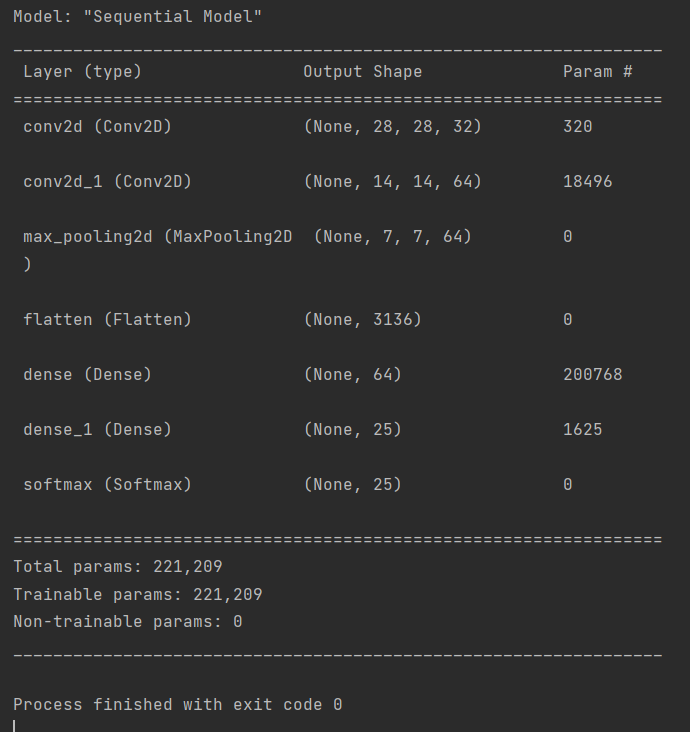 Model: "Sequential Model"
_________________________________________________________________
Layer (type) Output Shape Param #
=================================================================
conv2d (Conv2D) (None, 28, 28, 32) 320
conv2d_1 (Conv2D) (None, 14, 14, 64) 18496
max_pooling2d (MaxPooling2D (None, 7, 7, 64) 0
)
flatten (Flatten) (None, 3136) 0
dense (Dense) (None, 64) 200768
dense_1 (Dense) (None, 25) 1625
softmax (Softmax) (None, 25) 0
=================================================================
Total params: 221,209
Trainable params: 221,209
Non-trainable params: 0
_________________________________________________________________
Process finished with exit code 0